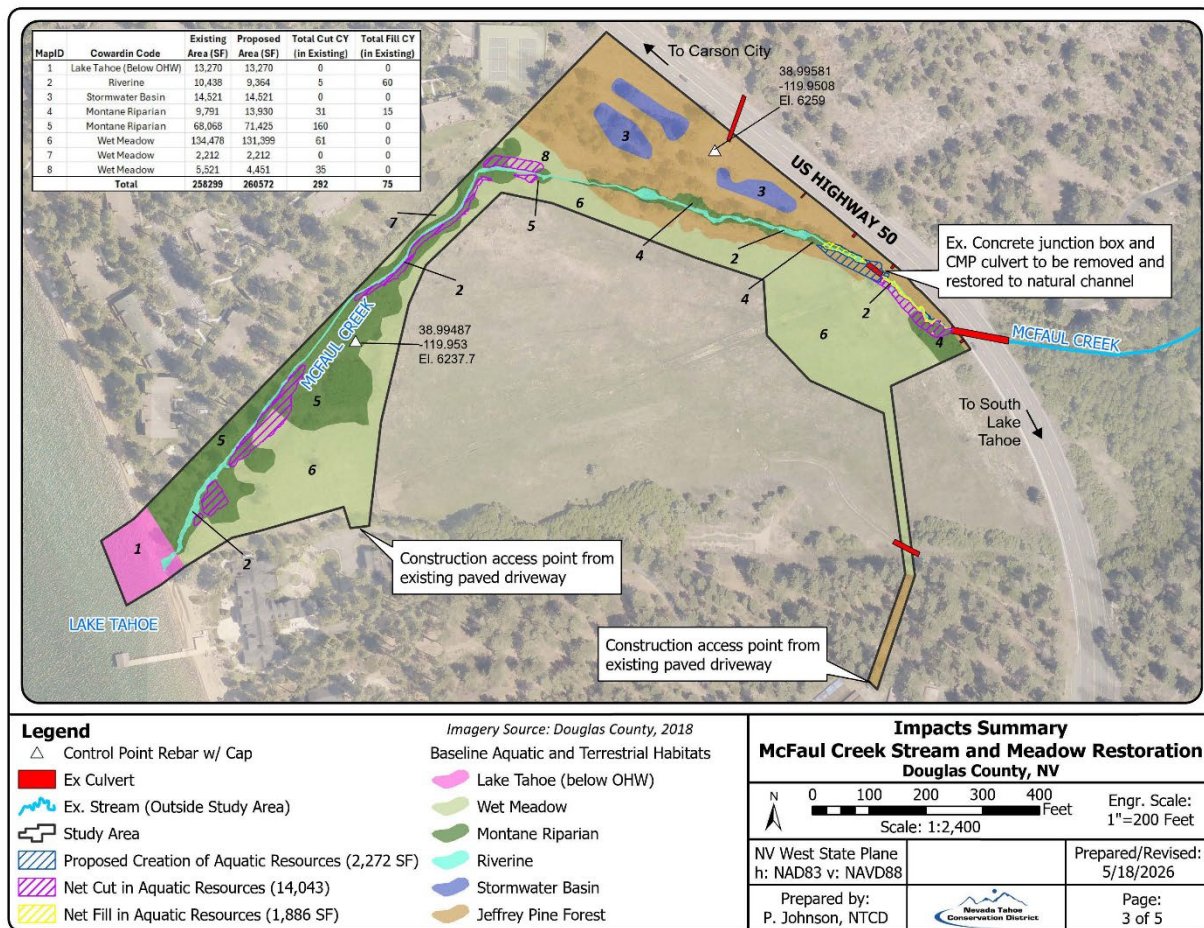 MapID Cowardin Code Existing Area (SF) Proposed Area (SF) Total Cut CY (in Existing) Total Fill CY (in Existing)
1 Lake Tahoe (Below OHW) 13,270 13,270 0 0
2 Riverine 10,438 9,364 5 60
3 Stormwater Basin 14,521 14,521 0 0
4 Montane Riparian 9,791 13,930 31 15
5 Montane Riparian 68,068 71,425 160 0
6 Wet Meadow 134,478 131,399 61 0
7 Wet Meadow 2,212 2,212 0 0
8 Wet Meadow 5,521 4,451 35 0
Total 258299 260572 292 75
To Carson City
38.99581
-119.9508
El. 6259
3
3
US HIGHWAY 50
8
7
5
6
4
2
4
2
Ex. Concrete junction box and
CMP culvert to be removed and
restored to natural channel
2
6
4
MCFAUL CREEK
MCFAUL CREEK
38.99487
-119.953
El. 6237.7
5
5
6
To South
Lake
Tahoe
1
2
LAKE TAHOE
Construction access point from
existing paved driveway
Construction access point from
existing paved driveway
Legend
Control Point Rebar w/ Cap
Ex Culvert
Ex. Stream (Outside Study Area)
Study Area
Proposed Creation of Aquatic Resources (2,272 SF)
Net Cut in Aquatic Resources (14,043)
Net Fill in Aquatic Resources (1,886 SF)
Imagery Source: Douglas County, 2018
Baseline Aquatic and Terrestrial Habitats
Lake Tahoe (below OHW)
Wet Meadow
Montane Riparian
Riverine
Stormwater Basin
Jeffrey Pine Forest
Impacts Summary
McFaul Creek Stream and Meadow Restoration
Douglas County, NV
N
0 100 200 300 400
Feet
Scale: 1:2,400
Engr. Scale:
1"=200 Feet
NV West State Plane
h: NAD83 v: NAVD88
Prepared/Revised:
5/18/2026
Prepared by:
P. Johnson, NTCD
Nevada Tahoe
Conservation District
Page:
3 of 5